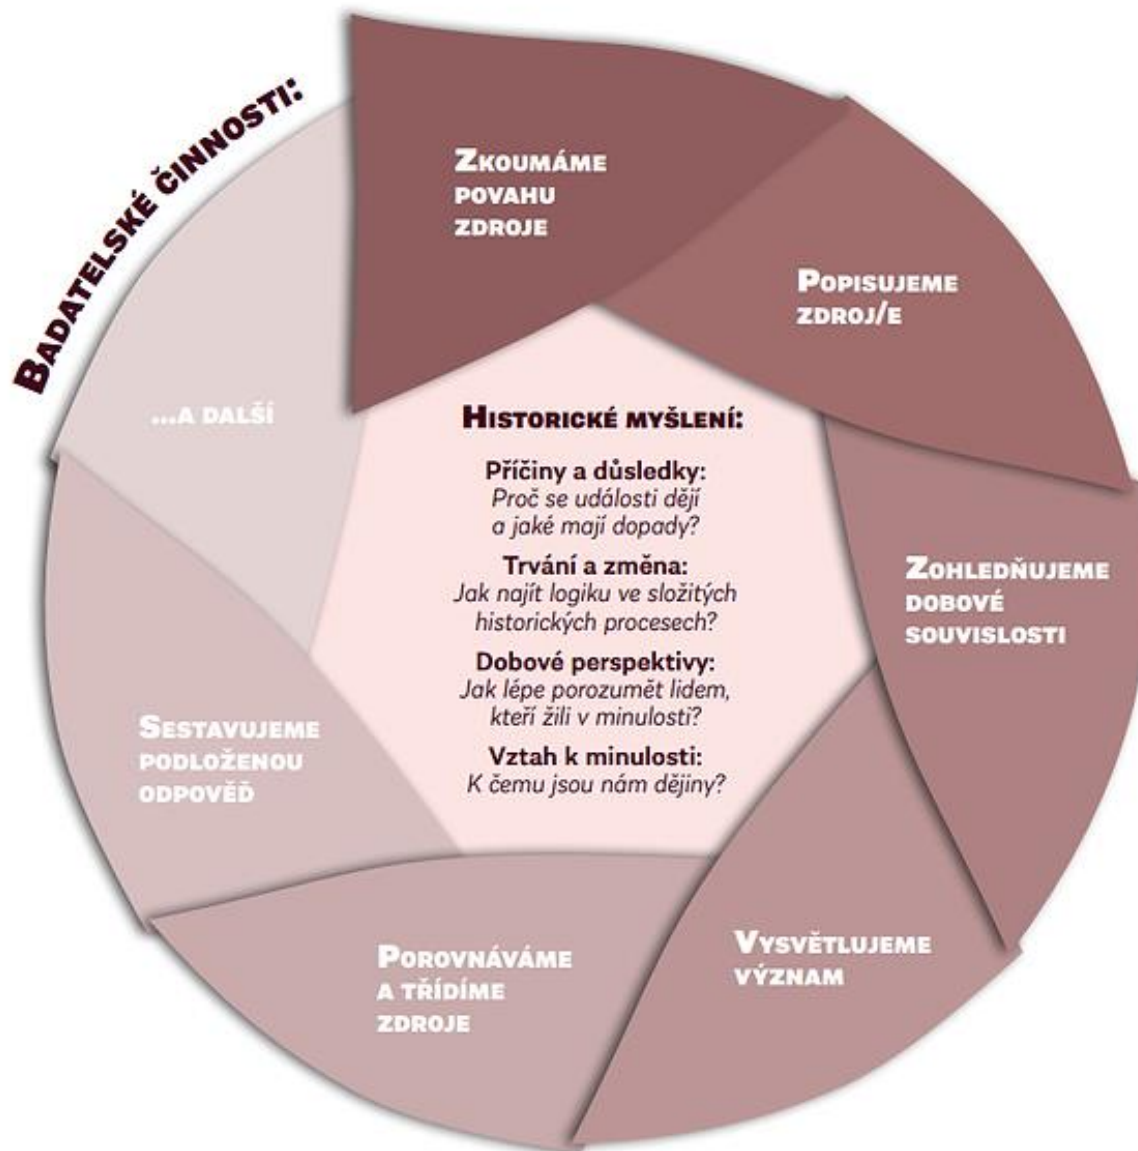 Badatelské činnosti:
Zkoumáme
povahu
zdroje
Popisujeme
zdroj/e
Zohledňujeme
dobové
souvislosti
Vysvětlujeme
význam
Porovnáváme
a třídíme
zdroje
Sestavujeme
podloženou
odpověď
...a další
Historické myšlení:
Příčiny a důsledky:
Proč se události dějí
a jaké mají dopady?
Trvání a změna:
Jak najít logiku ve složitých
historických procesech?
Dobové perspektivy:
Jak lépe porozumět lidem,
kteří žili v minulosti?
Vztah k minulosti:
K čemu jsou nám dějiny?